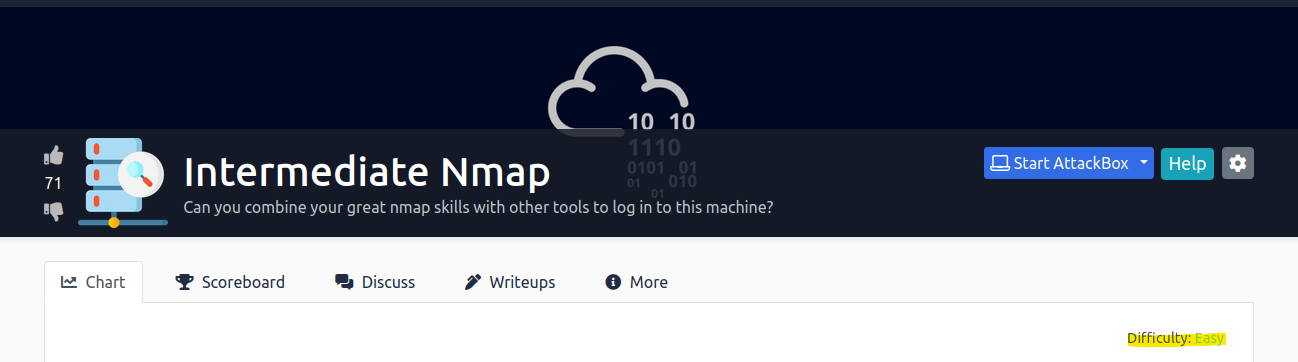 10 10
1110
0101 01
01 010
01
71
Intermediate Nmap
Can you combine your great nmap skills with other tools to log in to this machine?
Start AttackBox
Help
Chart
Scoreboard
Discuss
Writeups
More
Difficulty: Easy